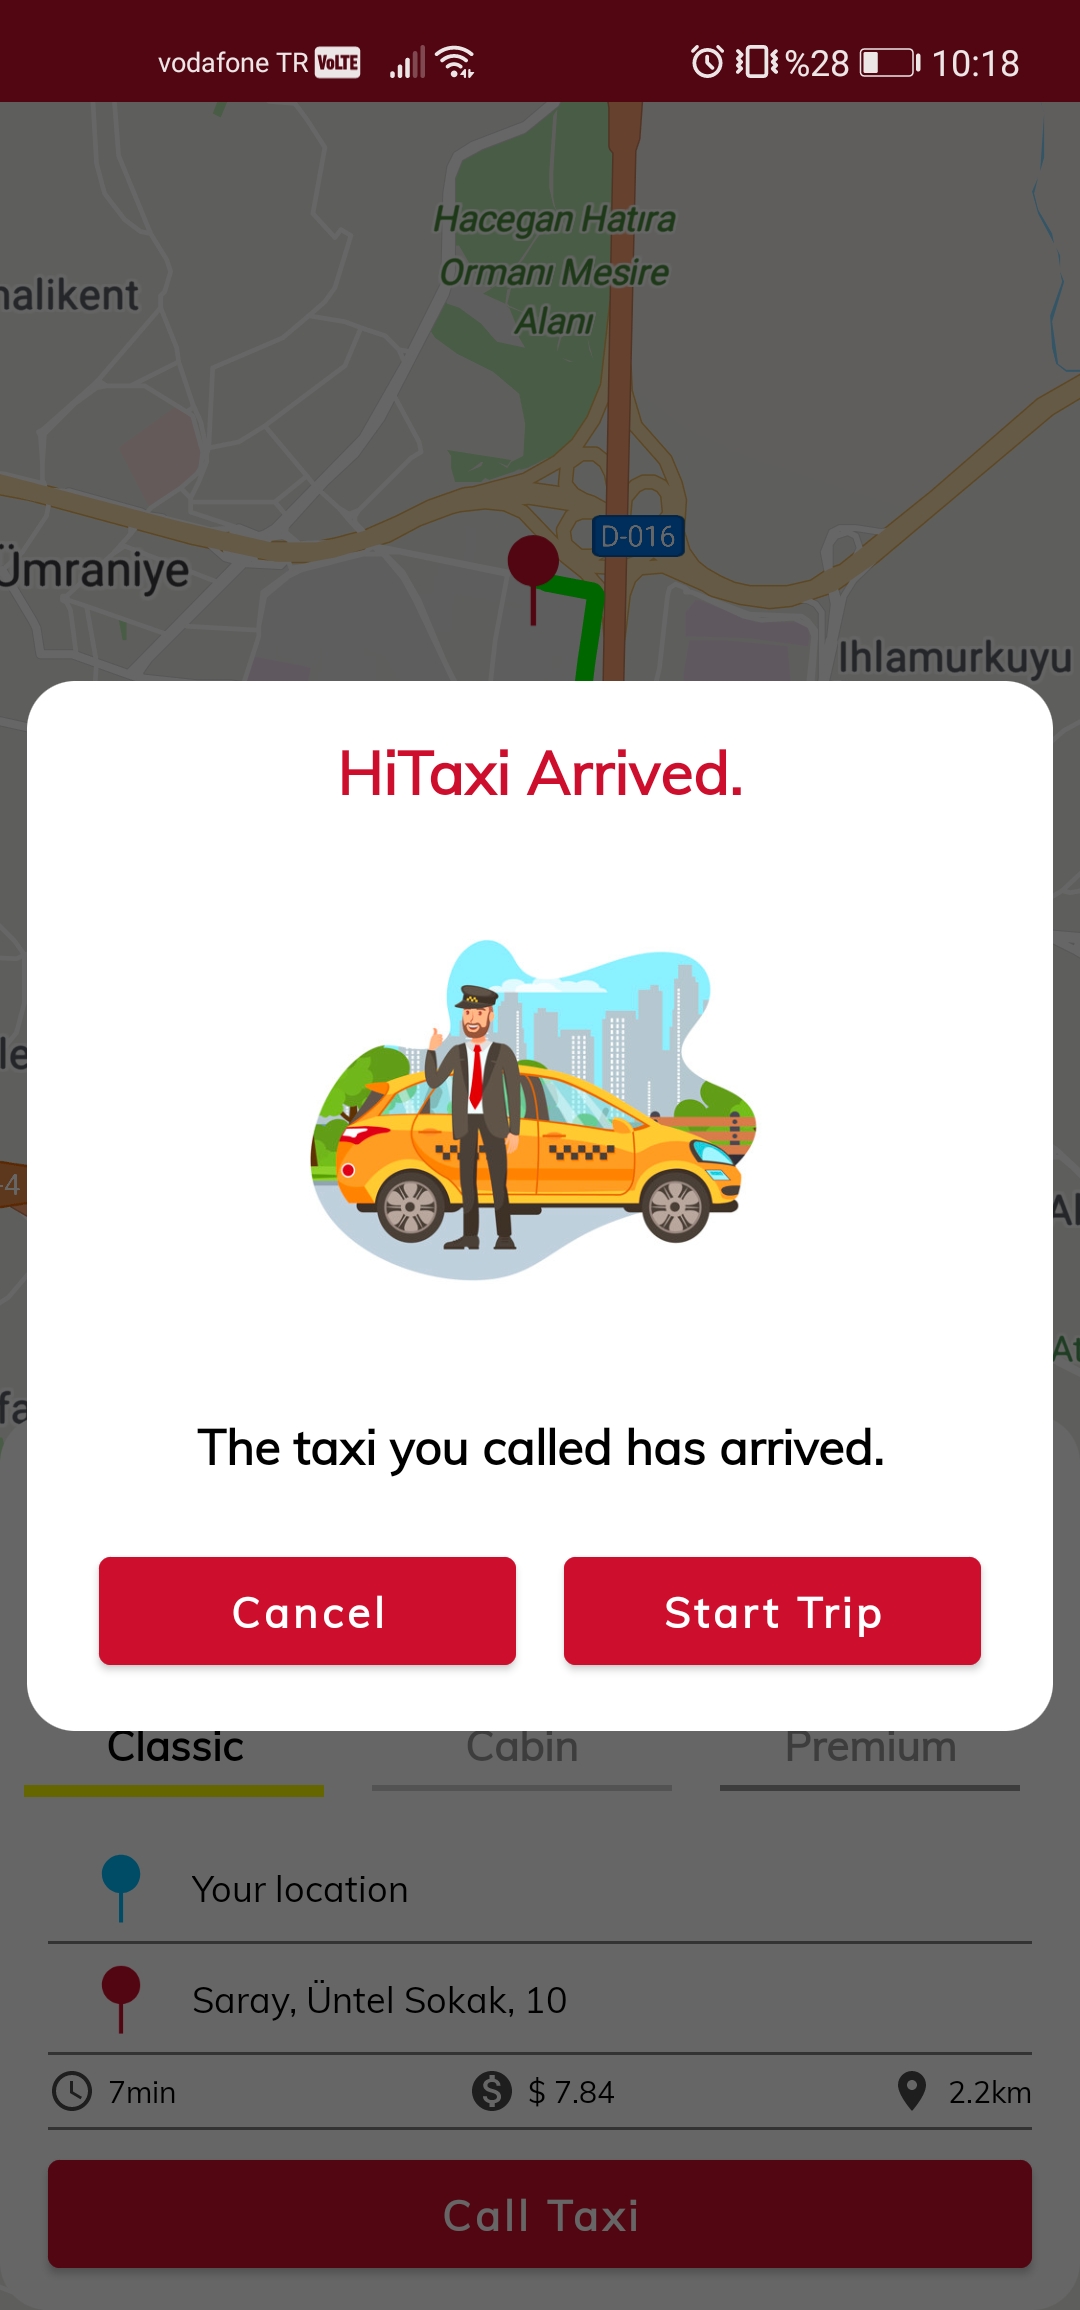 vodafone TR VoLTE %28 10:18
Hacegan Hatıra
Ormanı Mesire
Alanı
nalikent
D-016
Ümraniye
Ihlamurkuyu
HiTaxi Arrived.
The taxi you called has arrived.
Cancel Start Trip
Classic Cabin Premium
Your location
Saray, Üntel Sokak, 10
7min $ 7.84 2.2km
Call Taxi